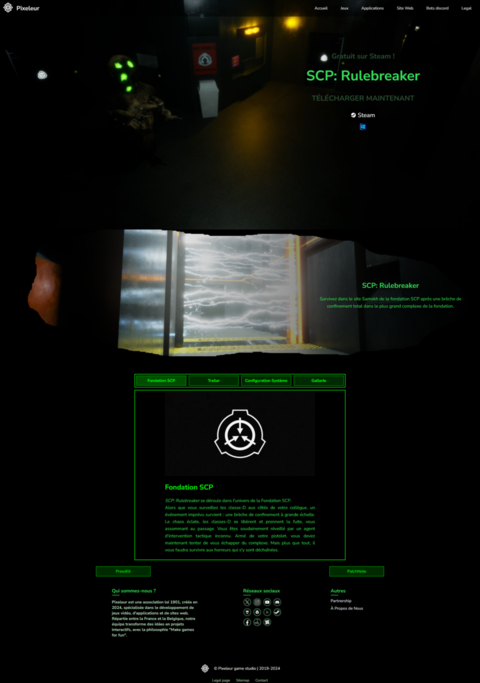 Pixeleur
Accueil Jeux Applications Site Web Bots discord Legal
Gratuit sur Steam !
SCP: Rulebreaker
TÉLÉCHARGER MAINTENANT
Steam
SCP: Rulebreaker
Survivez dans le site Samekh de la fondation SCP après une brèche de
confinement total dans le plus grand complexe de la fondation
Fondation SCP Trailer Configuration Système Gallerie
Fondation SCP
SCP: Rulebreaker se déroule dans l'univers de la Fondation SCP.
Alors que vous surveillez les classe-D aux côtés de votre collègue, un
événement imprévu survient : une brèche de confinement à grande échelle.
Le chaos éclate, les classes-D se libèrent et prennent la fuite, vous
assommant au passage. Vous êtes soudainement réveillé par un agent
d'intervention tactique inconnu. Armé de votre pistolet, vous devez
maintenant tenter de vous échapper du complexe. Mais plus que tout, il
vous faudra survivre aux horreurs qui s'y sont déchaînées.
Presskit
Patchnote
Qui sommes-nous ?
Pixeleur est une association loi 1901, créée en
2024, spécialisée dans le développement de
jeux vidéo, d'applications et de sites web.
Répartie entre la France et la Belgique, notre
équipe transforme des idées en projets
interactifs, avec la philosophie "Make games
for fun".
Réseaux sociaux
Autres
Partnership
À Propos de Nous
© Pixeleur game studio | 2019-2024
Legal page Sitemap Contact